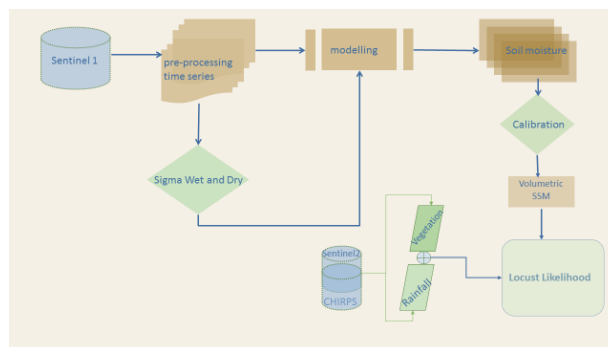 Sentinel 1
pre-processing
time series
modelling
Soil moisture
Calibration
Sigma Wet and Dry
Volumetric
SSM
Vegetation
Sentinel2
CHIRPS
Rainfall
Locust Likelihood